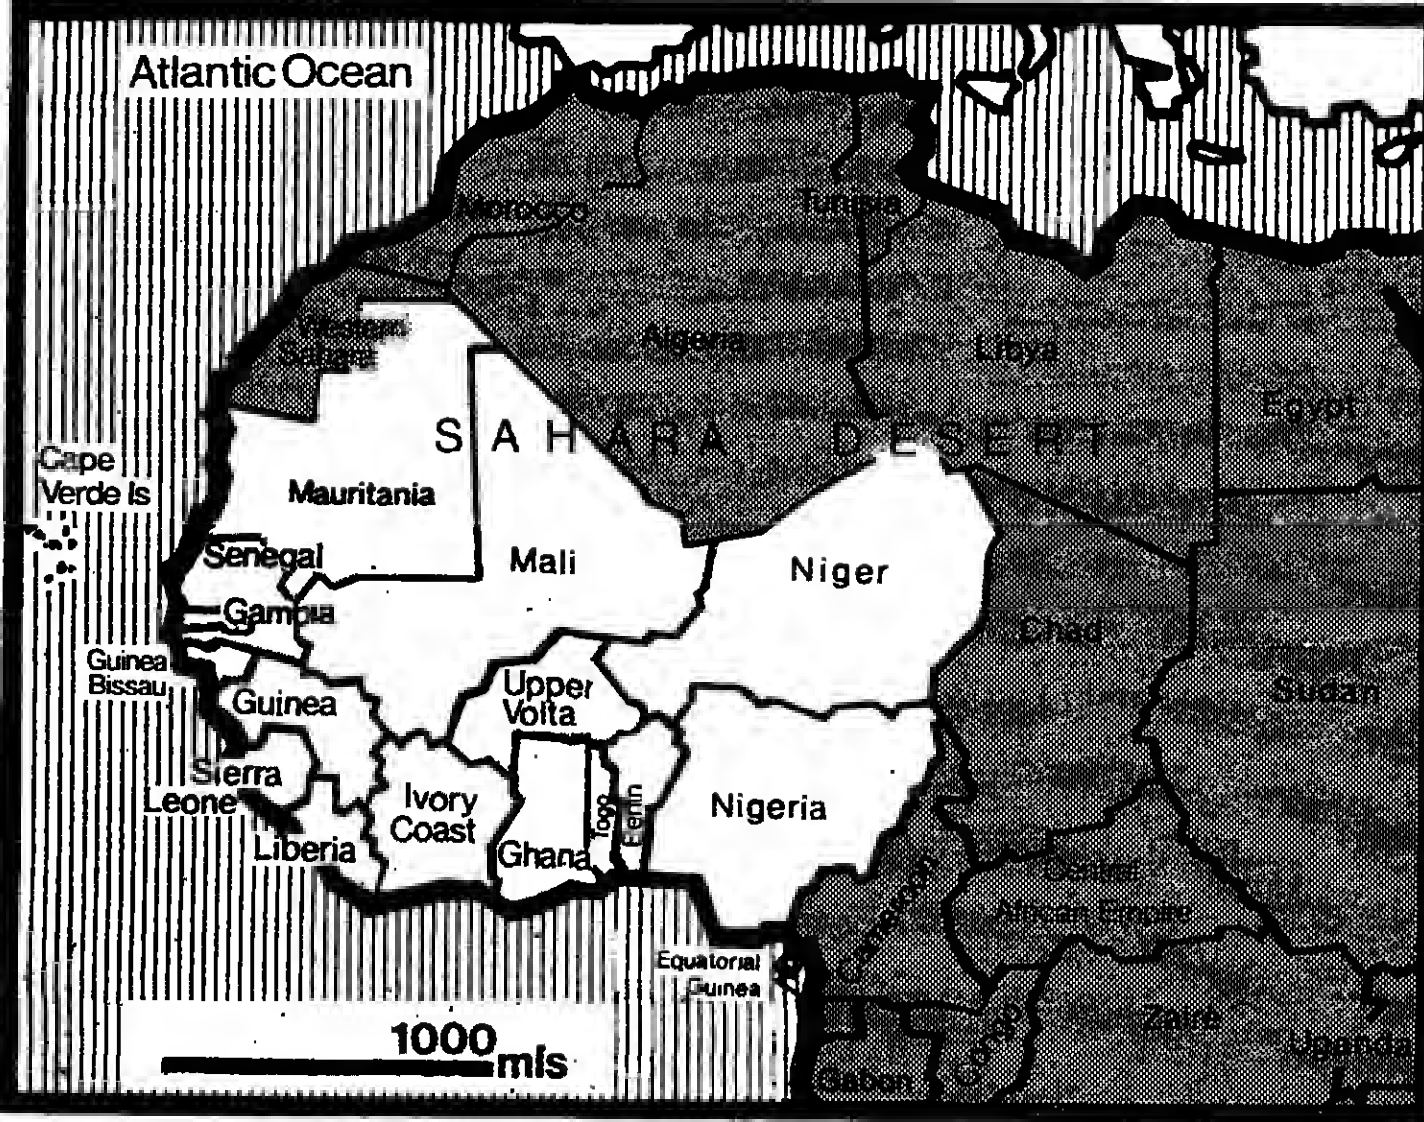 Atlantic Ocean
Morocco
Tunisia
Western
Sahara
Algeria
Libya
Egypt
SAHARA DESERT
Cape
Verde Is
Mauritania
Senegal
Mali
Niger
Gambia
Chad
Guinea
Bissau
Guinea
Upper
Volta
Sudan
Sierra
Leone
Ivory
Coast
Togo
Benin
Nigeria
Liberia
Ghana
Cameroon
Central
African Empire
Equatorial
Guinea
Congo
Zaire
Uganda
Gabon
1000
mls